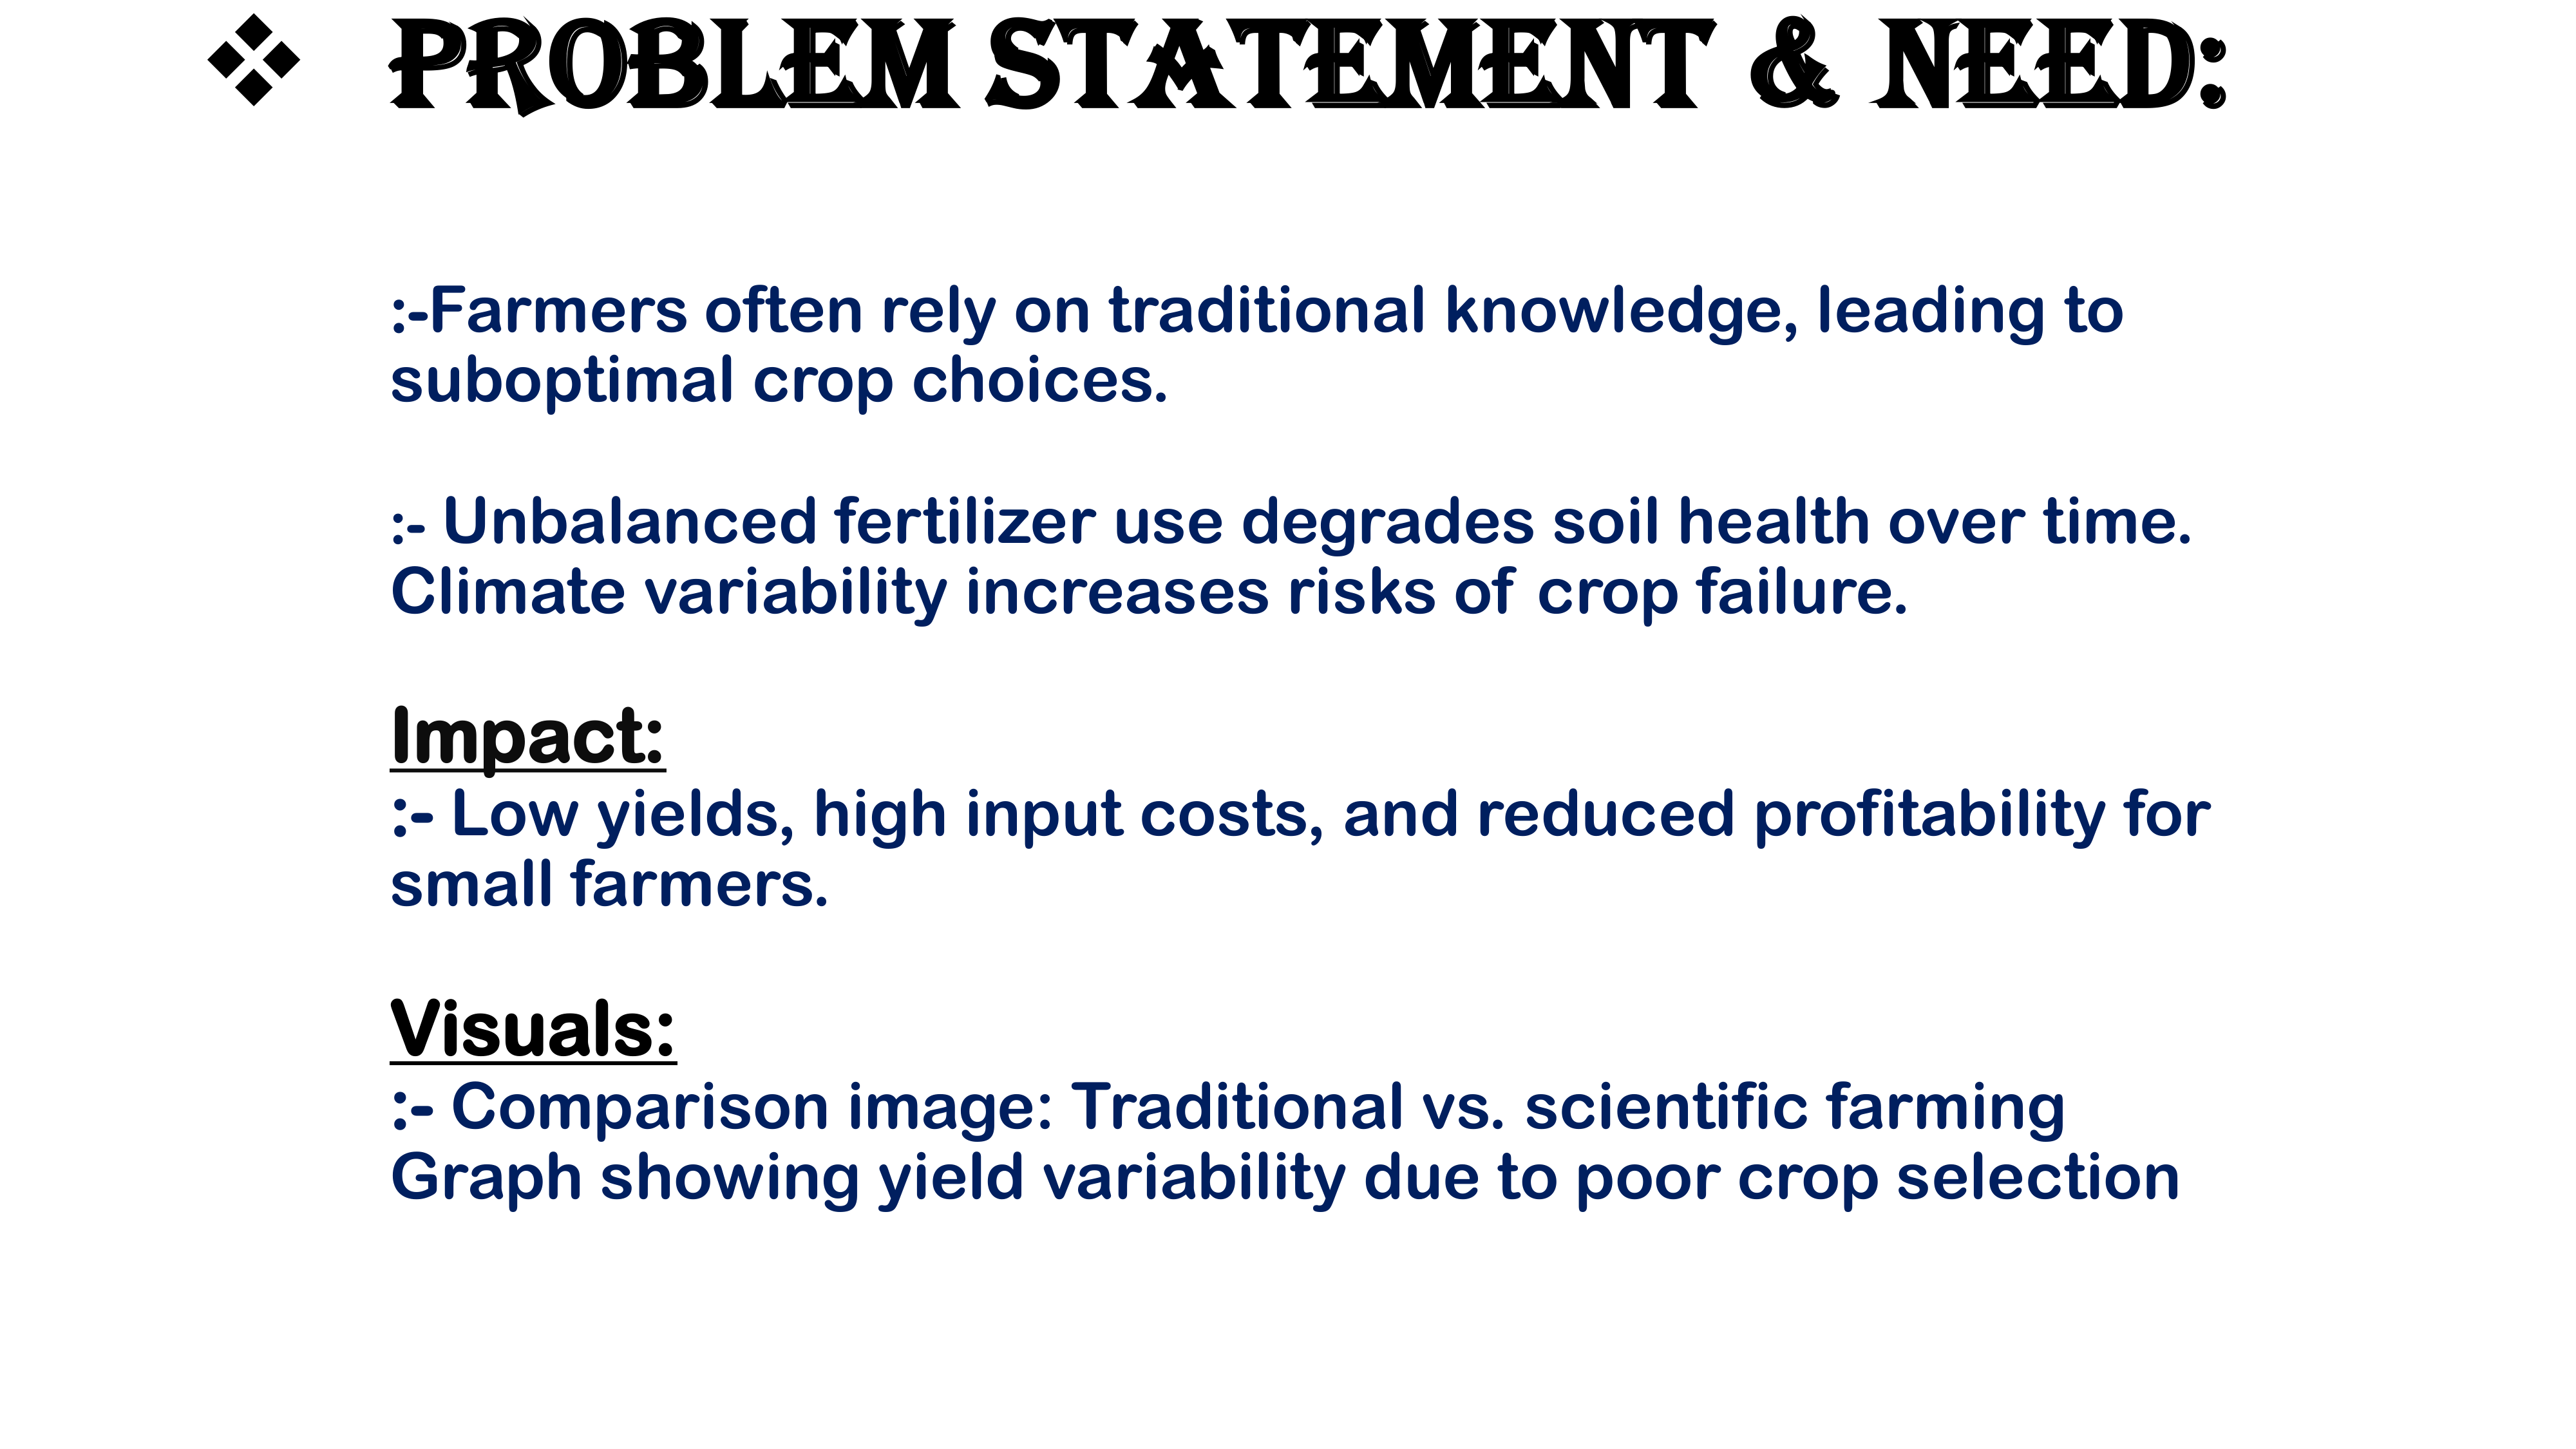 ❖ PROBLEM STATEMENT & NEED:
:-Farmers often rely on traditional knowledge, leading to
suboptimal crop choices.
:- Unbalanced fertilizer use degrades soil health over time.
Climate variability increases risks of crop failure.
Impact:
:- Low yields, high input costs, and reduced profitability for
small farmers.
Visuals:
:- Comparison image: Traditional vs. scientific farming
Graph showing yield variability due to poor crop selection